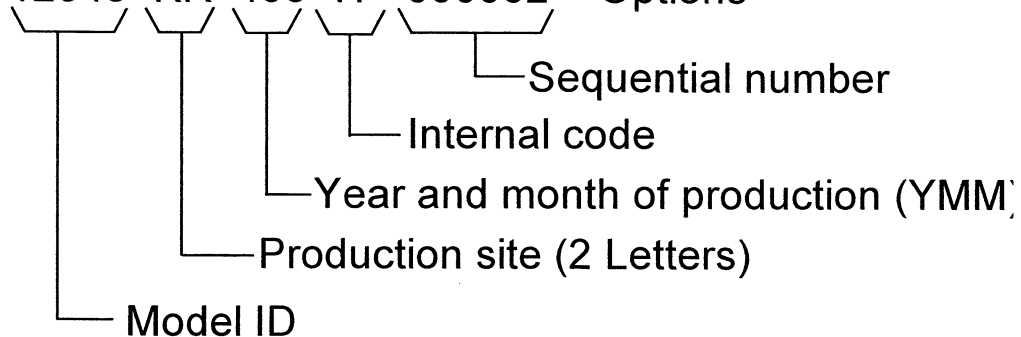 Options
Sequential number
Internal code
Year and month of production (YMM)
Production site (2 Letters)
Model ID